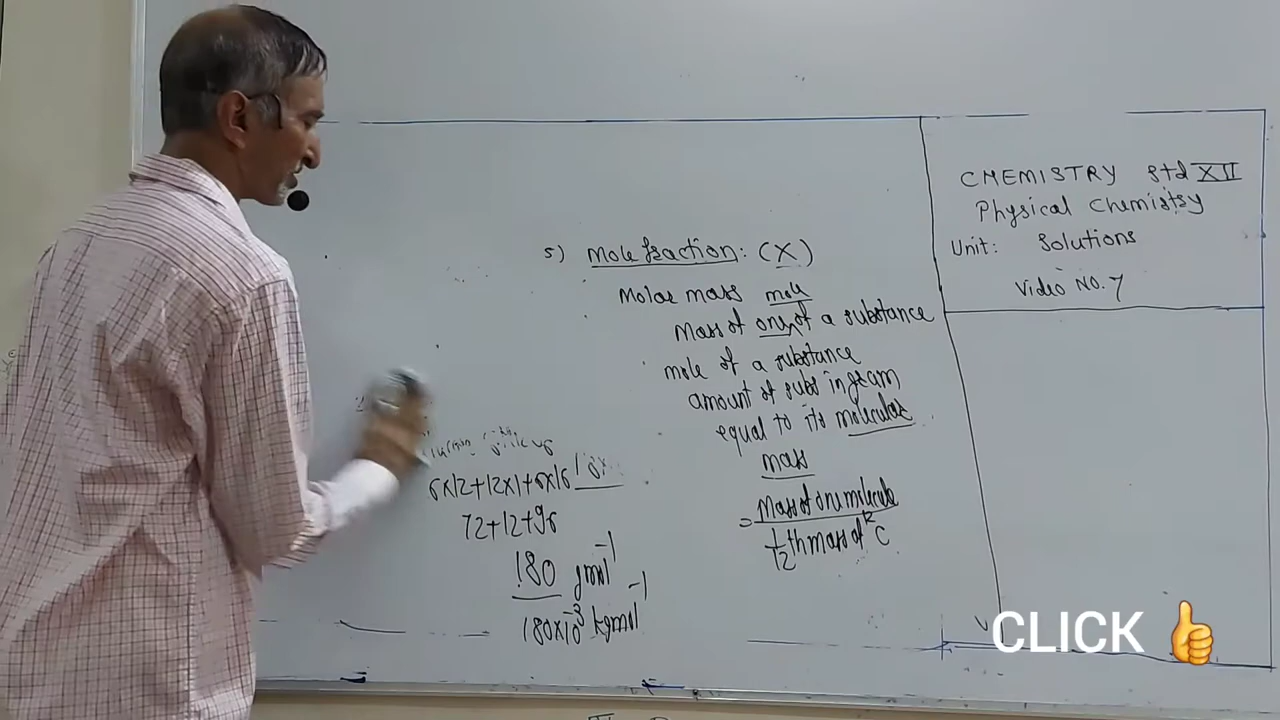 5) Mole fraction: (X)
Molar mass mole
Mass of one of a substance
mole of a substance
amount of subs in gram
equal to its molecular
mass
= Mass of one molecule
1/12 th mass of ¹²C
6x12+12x1+6x16
72+12+96
180 gmol⁻¹
180x10⁻³ kgmol⁻¹
CHEMISTRY std XII
Physical Chemistry
Unit: Solutions
Video NO. 7
CLICK